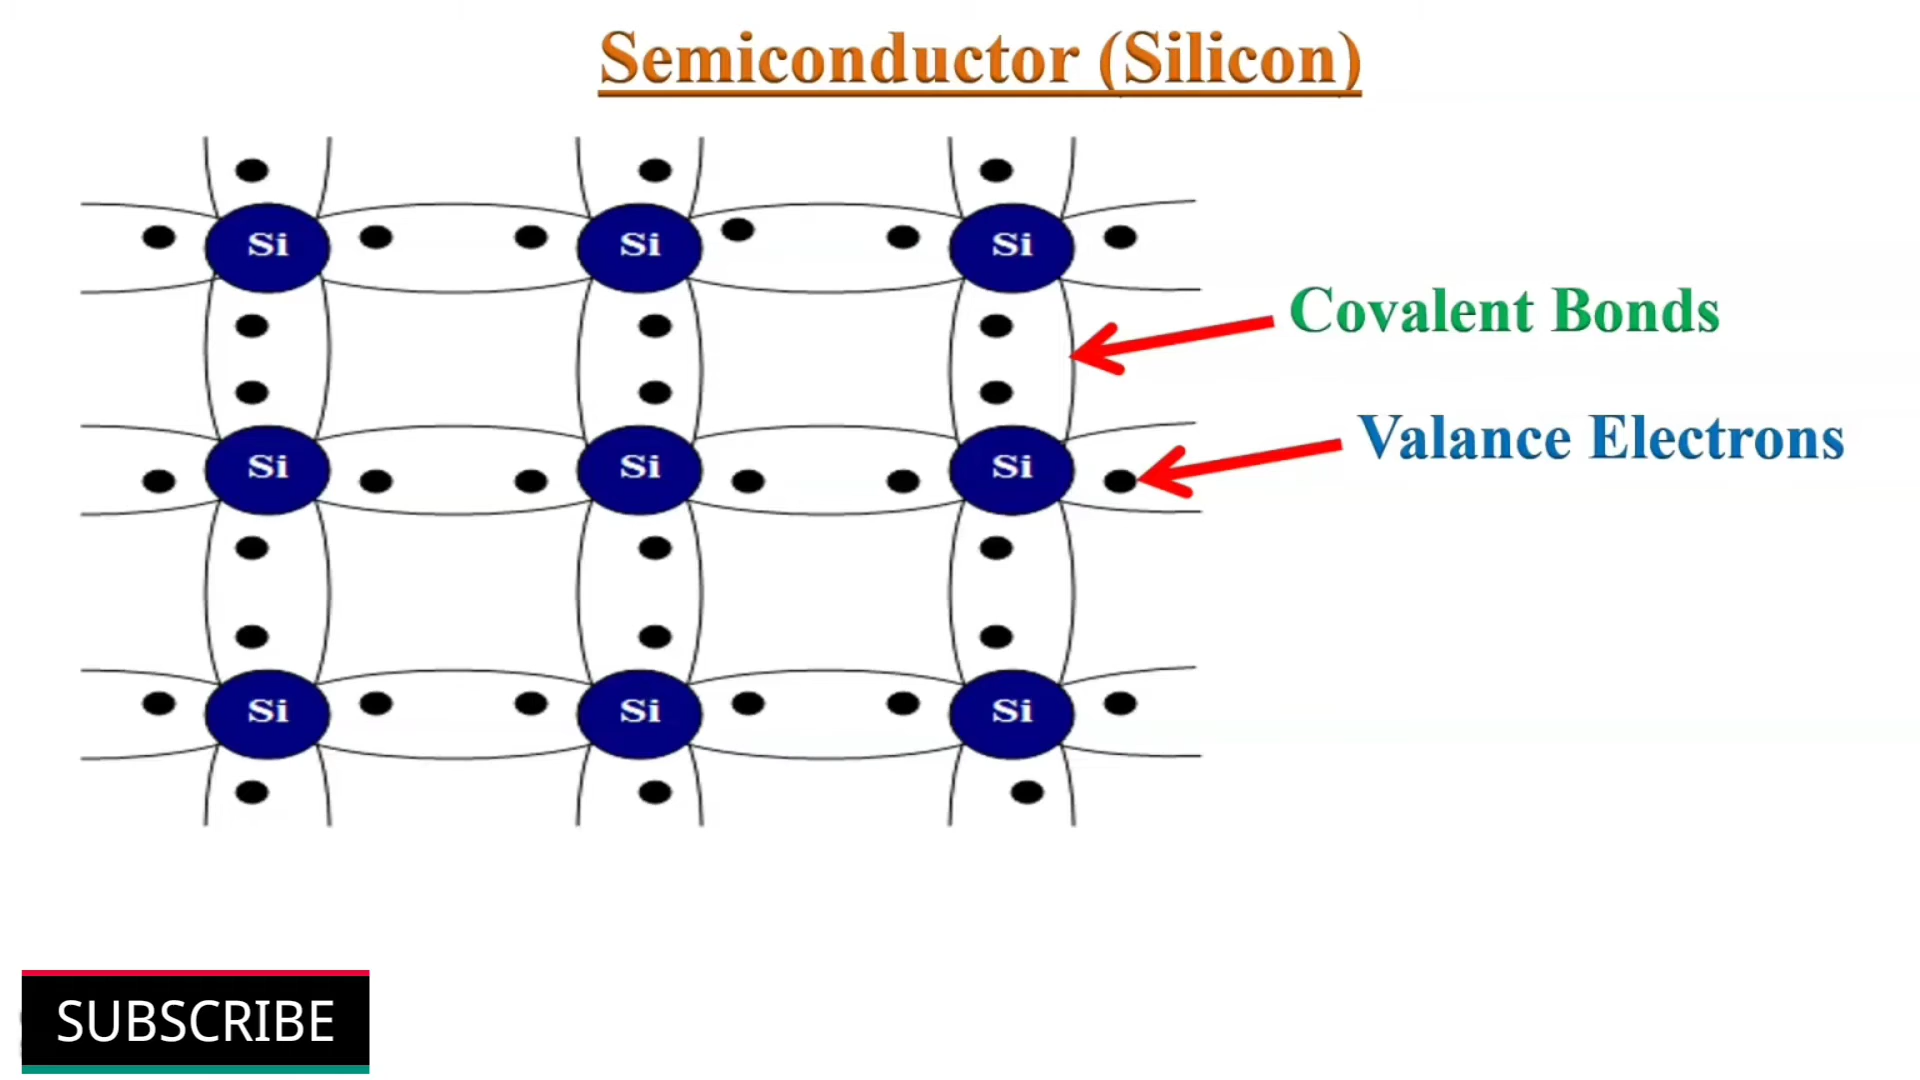 Semiconductor (Silicon)
Si Si Si
Covalent Bonds
Valance Electrons
Si Si Si
Si Si Si
SUBSCRIBE